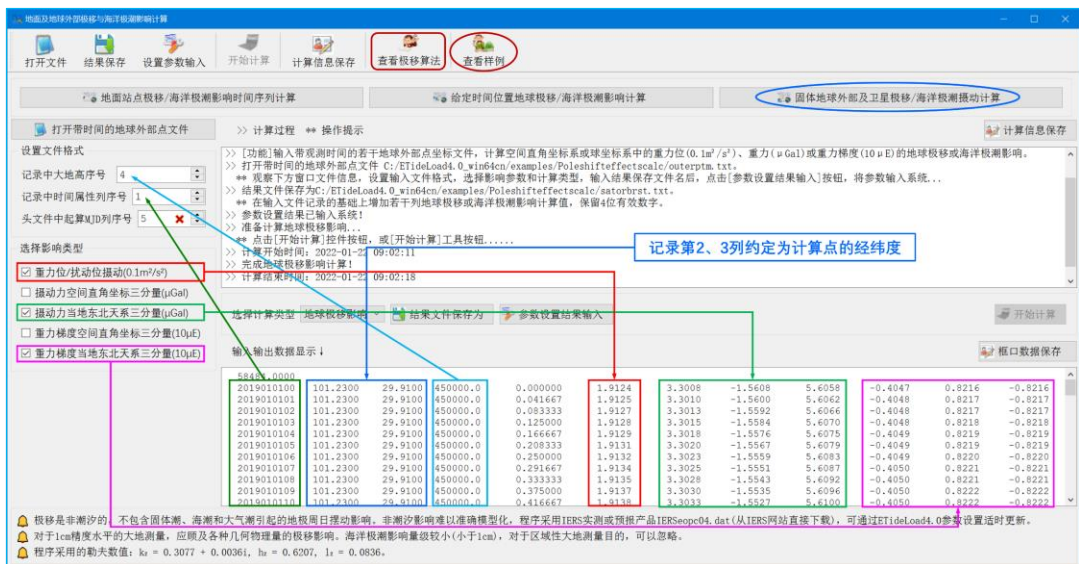 地面及地球外部极移与海洋极潮影响计算
打开文件 结果保存 设置参数输入 开始计算 计算信息保存 查看极移算法 查看样例
地面站点极移/海洋极潮影响时间序列计算 给定时间位置地球极移/海洋极潮影响计算 固体地球外部及卫星极移/海洋极潮摄动计算
打开带时间的地球外部点文件 >> 计算过程 ** 操作提示 计算信息保存
设置文件格式
记录中大地高序号 4
记录中时间属性列序号 1
头文件中起算MJD列序号 5
选择影响类型
☑ 重力位/扰动位摄动(0.1m²/s²)
☐ 摄动力空间直角坐标三分量(μGal)
☑ 摄动力当地东北天系三分量(μGal)
☐ 重力梯度空间直角坐标三分量(10μE)
☑ 重力梯度当地东北天系三分量(10μE)
>> [功能]输入带观测时间的若干地球外部点坐标文件，计算空间直角坐标系或球坐标系中的重力位(0.1m²/s²)、重力(μGal)或重力梯度(10μE)的地球极移或海洋极潮影响。
>> 打开带时间的地球外部点文件 C:/ETideLoad4.0_win64cn/examples/Poleshifteffectscalc/outerptm.txt。
** 观察下方窗口文件信息，设置输入文件格式，选择影响参数和计算类型，输入结果保存文件名后，点击[参数设置结果输入]按钮，将参数输入系统...
>> 结果文件保存为C:/ETideLoad4.0_win64cn/examples/Poleshifteffectscalc/satorbrst.txt。
** 在输入文件记录的基础上增加若干列地球极移或海洋极潮影响计算值，保留4位有效数字。
>> 参数设置结果已输入系统！
>> 准备计算地球极移影响...
** 点击[开始计算]控件按钮，或[开始计算]工具按钮......
>> 计算开始时间：2022-01-22 09:02:11
>> 完成地球极移影响计算！
>> 计算结束时间：2022-01-22 09:02:18
记录第2、3列约定为计算点的经纬度
选择计算类型 地球极移影响 结果文件保存为 参数设置结果输入 开始计算
输入输出数据显示↓ 框口数据保存
58484.0000
2019010100 101.2300 29.9100 450000.0 0.000000 1.9124 3.3008 -1.5608 5.6058 -0.4047 0.8216 -0.8216
2019010101 101.2300 29.9100 450000.0 0.041667 1.9125 3.3010 -1.5600 5.6062 -0.4048 0.8217 -0.8217
2019010102 101.2300 29.9100 450000.0 0.083333 1.9127 3.3013 -1.5592 5.6066 -0.4048 0.8217 -0.8217
2019010103 101.2300 29.9100 450000.0 0.125000 1.9128 3.3015 -1.5584 5.6070 -0.4048 0.8218 -0.8218
2019010104 101.2300 29.9100 450000.0 0.166667 1.9129 3.3018 -1.5576 5.6075 -0.4049 0.8219 -0.8219
2019010105 101.2300 29.9100 450000.0 0.208333 1.9131 3.3020 -1.5567 5.6079 -0.4049 0.8219 -0.8219
2019010106 101.2300 29.9100 450000.0 0.250000 1.9132 3.3023 -1.5559 5.6083 -0.4049 0.8220 -0.8220
2019010107 101.2300 29.9100 450000.0 0.291667 1.9134 3.3025 -1.5551 5.6087 -0.4050 0.8221 -0.8221
2019010108 101.2300 29.9100 450000.0 0.333333 1.9135 3.3028 -1.5543 5.6092 -0.4050 0.8221 -0.8221
2019010109 101.2300 29.9100 450000.0 0.375000 1.9137 3.3030 -1.5535 5.6096 -0.4050 0.8222 -0.8222
2019010110 101.2300 29.9100 450000.0 0.416667 1.9138 3.3033 -1.5527 5.6100 -0.4050 0.8222 -0.8222
极移是非潮汐的，不包含固体潮、海潮和大气潮引起的地极周日摆动影响，非潮汐影响难以准确模型化，程序采用IERS实测或预报产品IERSeopc04.dat(从IERS网站直接下载)，可通过ETideLoad4.0参数设置适时更新。
对于1cm精度水平的大地测量，应顾及各种几何物理量的极移影响。海洋极潮影响量级较小(小于1cm)，对于区域性大地测量目的，可以忽略。
程序采用的勒夫数值：k₂ = 0.3077 + 0.0036i, h₂ = 0.6207, l₂ = 0.0836。